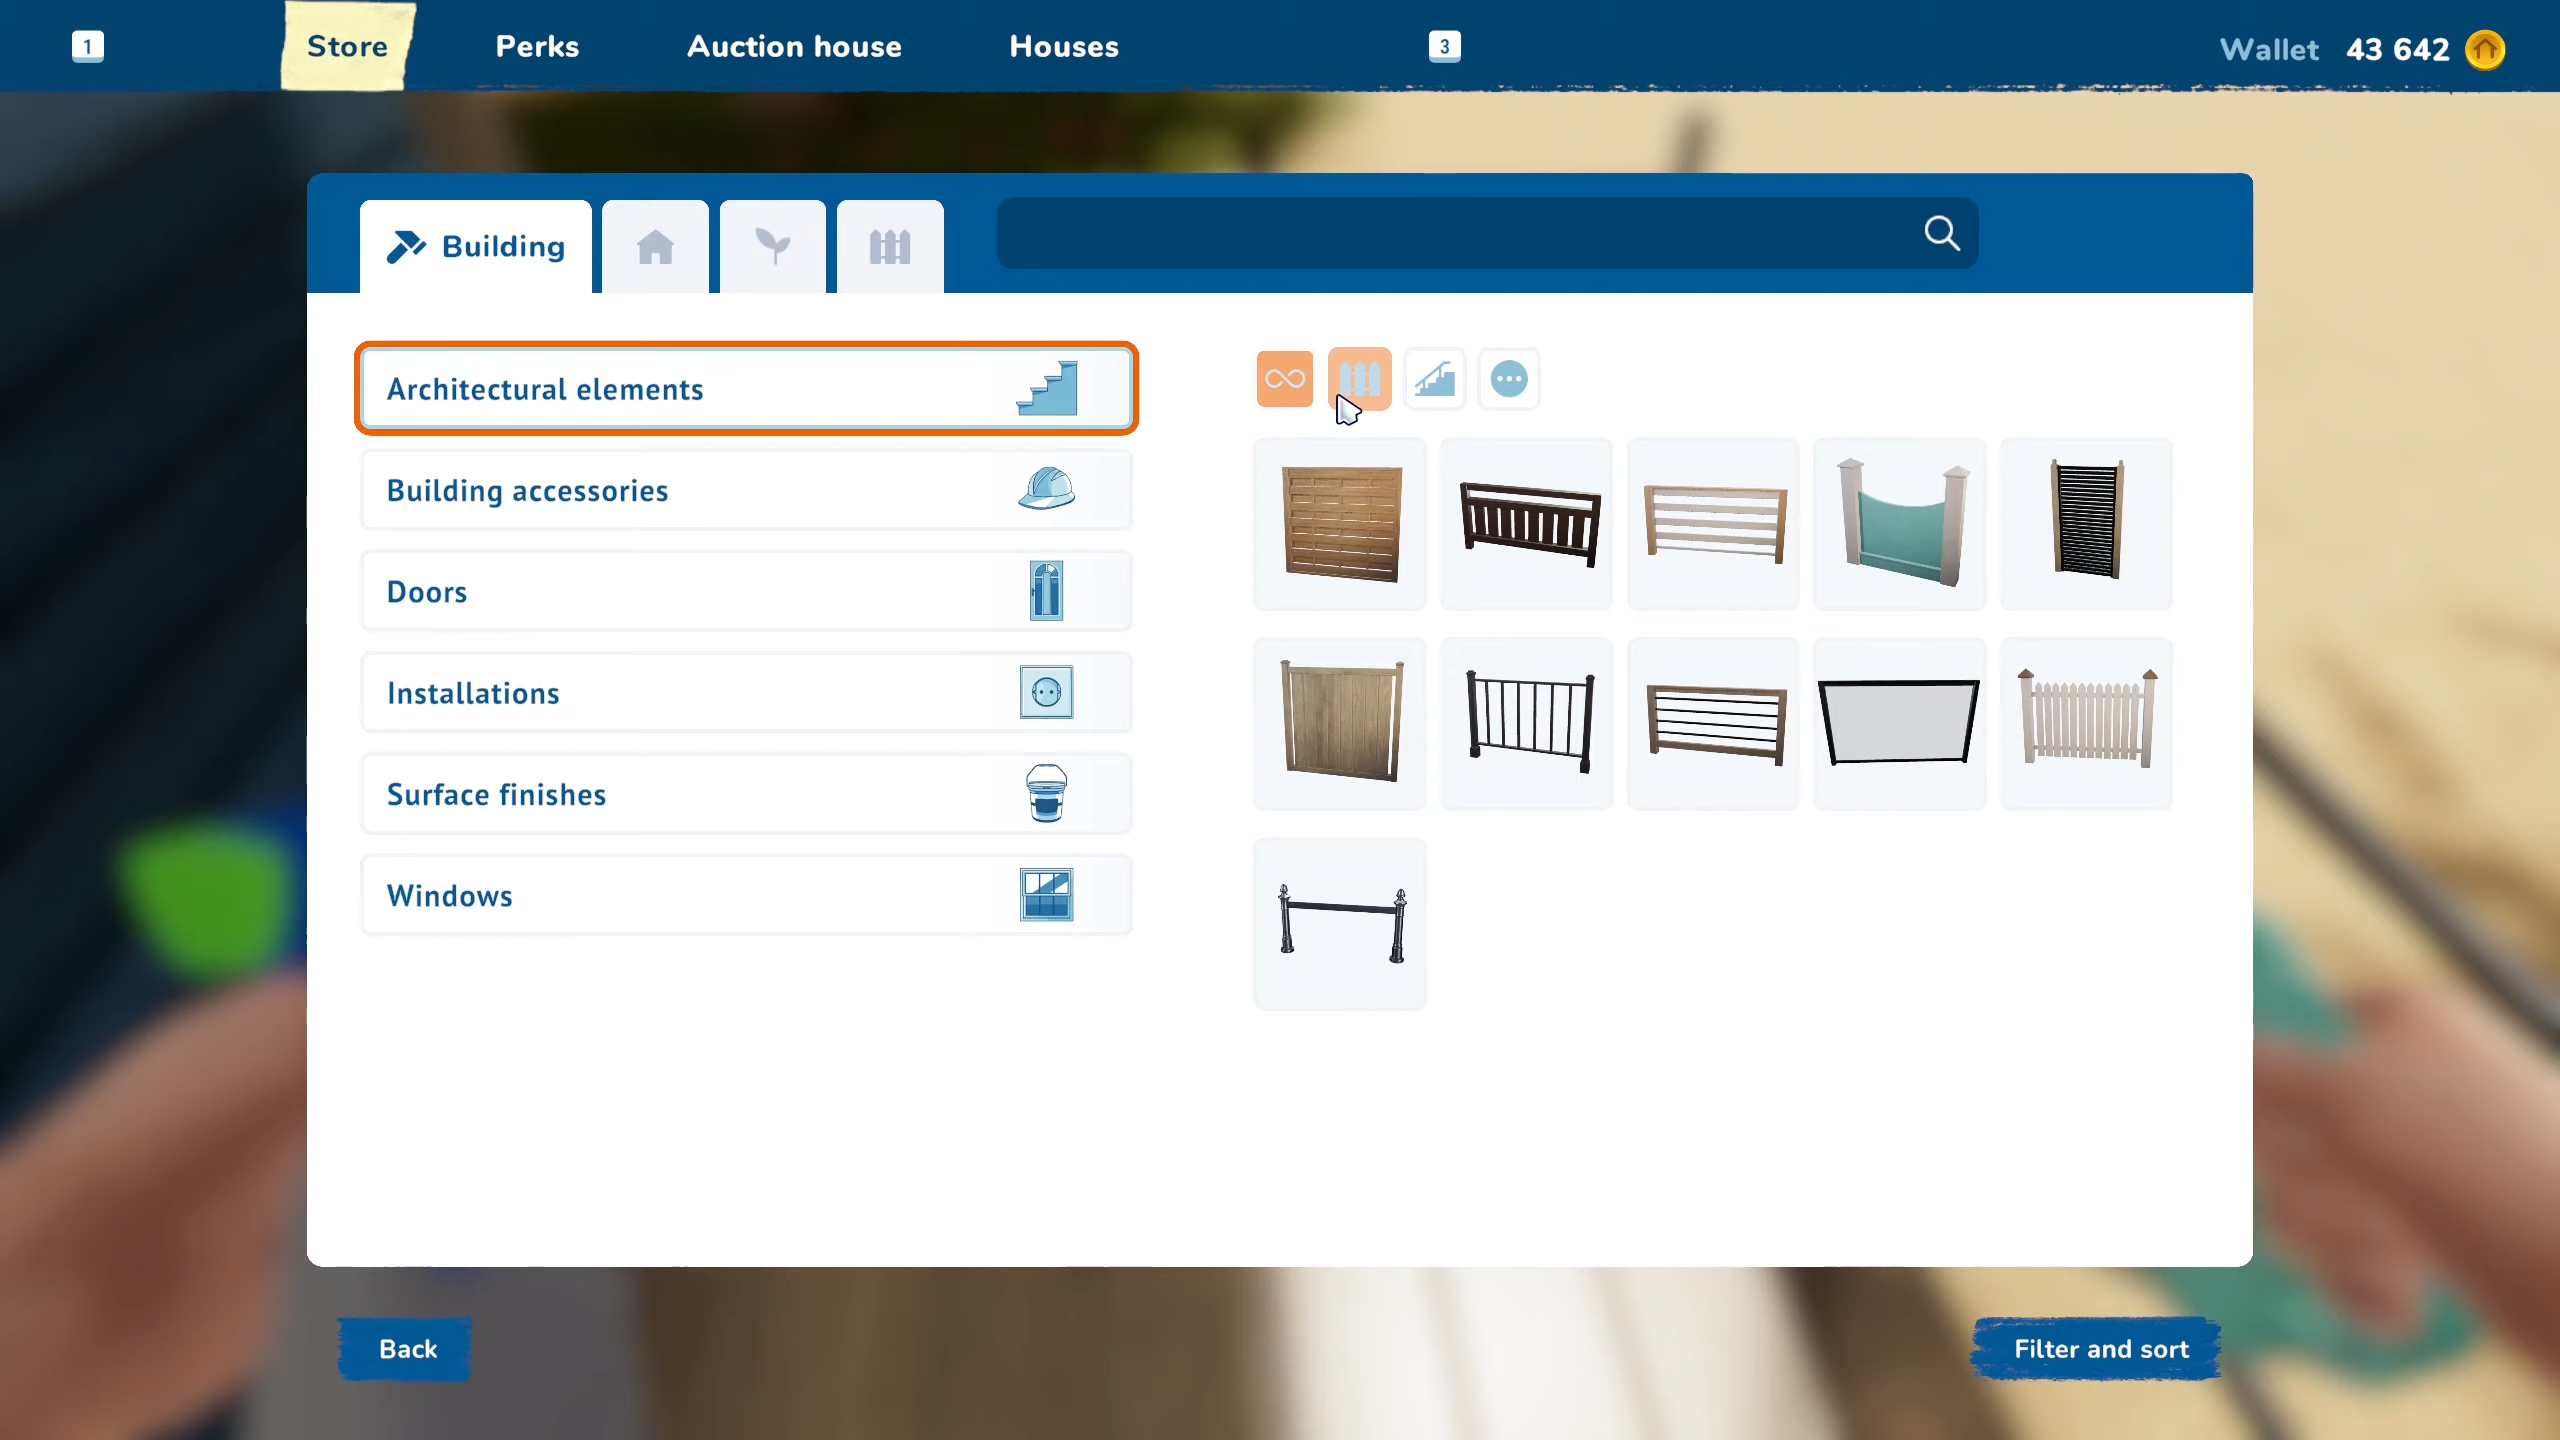 1
Store
Perks
Auction house
Houses
3
Wallet 43 642
Building
Architectural elements
Building accessories
Doors
Installations
Surface finishes
Windows
Back
Filter and sort